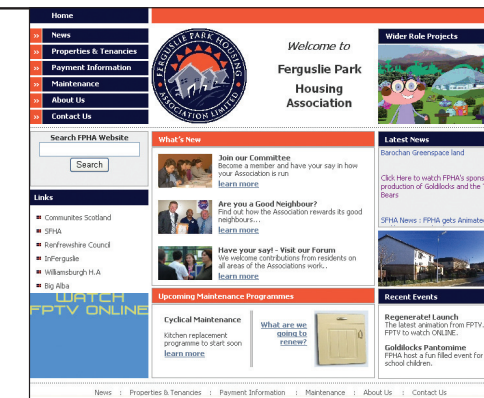 Home
» News
» Properties & Tenancies
» Payment Information
» Maintenance
» About Us
» Contact Us
Search FPHA Website
Search
Links
Communites Scotland
SFHA
Renfrewshire Council
InFerguslie
Williamsburgh H.A
Big Alba
WATCH
FPTV ONLINE
FERGUSLIE PARK HOUSING
ASSOCIATION LIMITED
Welcome to
Ferguslie Park
Housing
Association
What's New
Join our Committee
Become a member and have your say in how
your Association is run
learn more
Are you a Good Neighbour?
Find out how the Association rewards its good
neighbours...
learn more
Have your say! - Visit our Forum
We welcome contributions from residents on
all areas of the Associations work..
learn more
Upcoming Maintenance Programmes
Cyclical Maintenance
Kitchen replacement
programme to start soon
learn more
What are we
going to
renew?
Wider Role Projects
Latest News
Barochan Greenspace land
Click Here to watch FPHA's spons
production of Goldilocks and the
Bears
SFHA News : FPHA gets Animate
Recent Events
Regenerate! Launch
The latest animation from FPTV.
FPTV to watch ONLINE.
Goldilocks Pantomime
FPHA host a fun filled event for
school children.
News : Properties & Tenancies : Payment Information : Maintenance : About Us : Contact Us